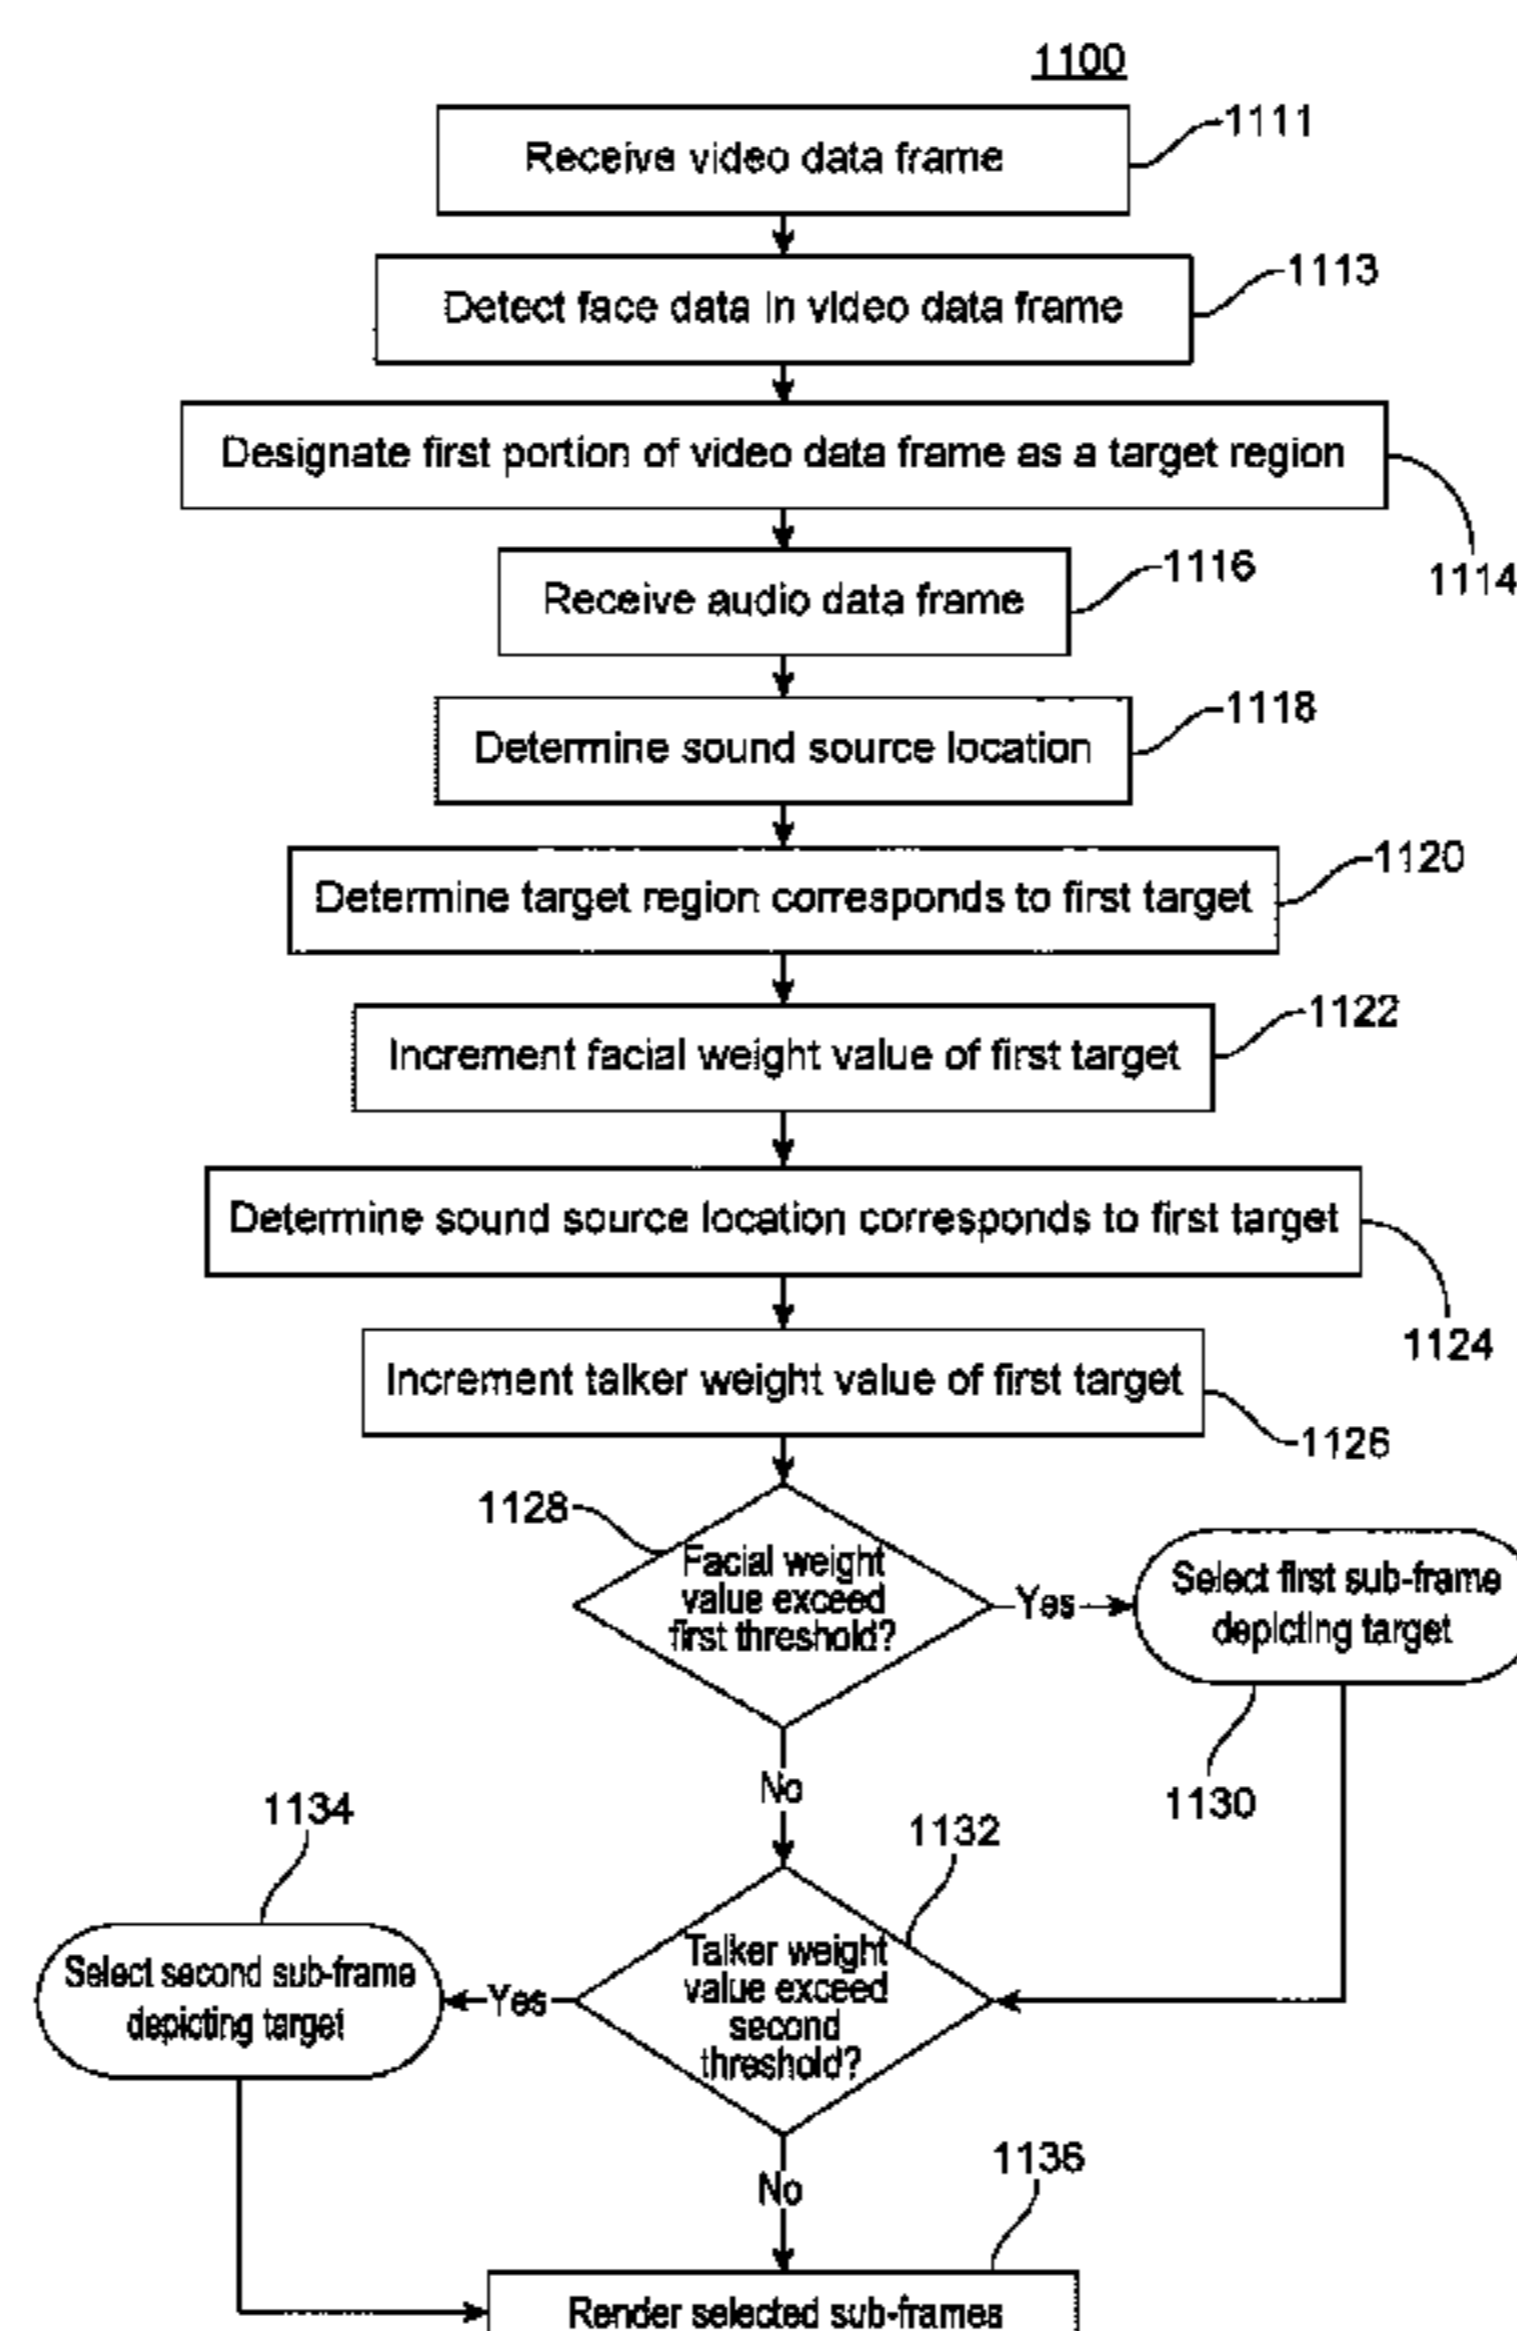 1100
Receive video data frame
1111
Detect face data in video data frame
1113
Designate first portion of video data frame as a target region
1114
Receive audio data frame
1116
Determine sound source location
1118
Determine target region corresponds to first target
1120
Increment facial weight value of first target
1122
Determine sound source location corresponds to first target
1124
Increment talker weight value of first target
1126
1128
Facial weight
value exceed
first threshold?
Yes
Select first sub-frame
depicting target
1130
No
1132
Talker weight
value exceed
second
threshold?
Yes
1134
Select second sub-frame
depicting target
No
1136
Render selected sub-frames